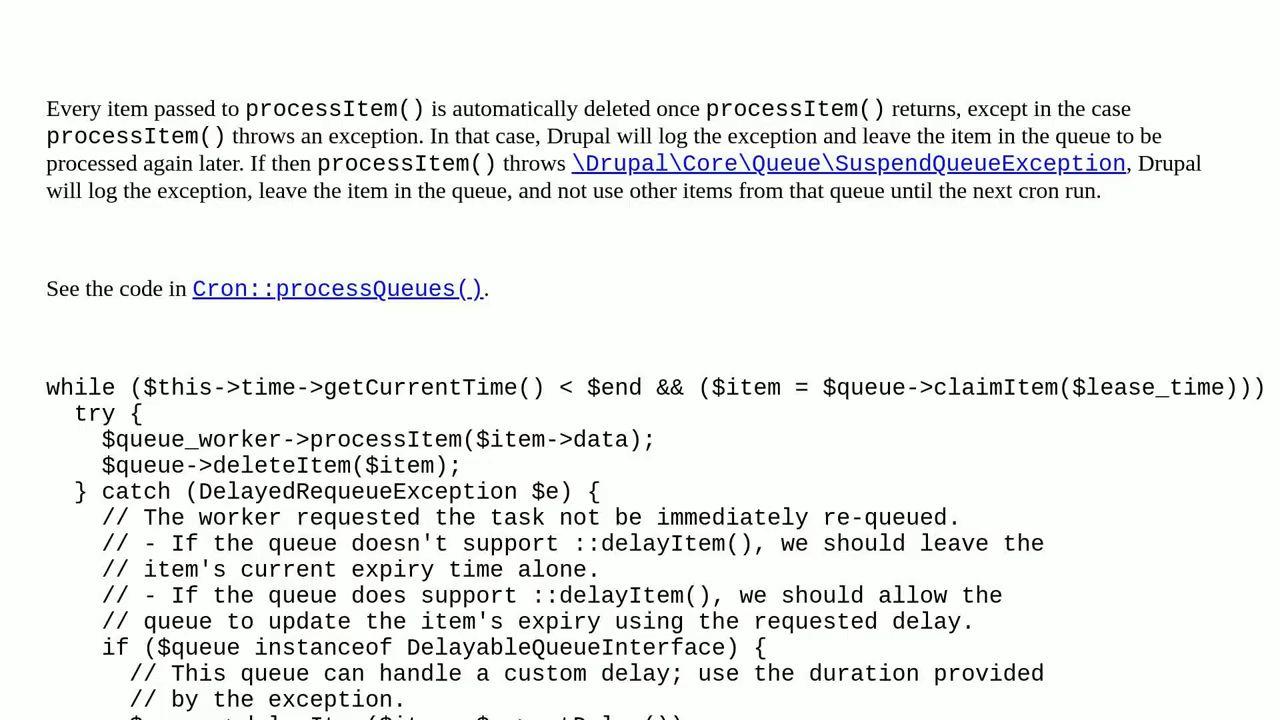 Every item passed to processItem() is automatically deleted once processItem() returns, except in the case
processItem() throws an exception. In that case, Drupal will log the exception and leave the item in the queue to be
processed again later. If then processItem() throws \Drupal\Core\Queue\SuspendQueueException, Drupal
will log the exception, leave the item in the queue, and not use other items from that queue until the next cron run.
See the code in Cron::processQueues().
while ($this->time->getCurrentTime() < $end && ($item = $queue->claimItem($lease_time)))
try {
$queue_worker->processItem($item->data);
$queue->deleteItem($item);
} catch (DelayedRequeueException $e) {
// The worker requested the task not be immediately re-queued.
// - If the queue doesn't support ::delayItem(), we should leave the
// item's current expiry time alone.
// - If the queue does support ::delayItem(), we should allow the
// queue to update the item's expiry using the requested delay.
if ($queue instanceof DelayableQueueInterface) {
// This queue can handle a custom delay; use the duration provided
// by the exception.